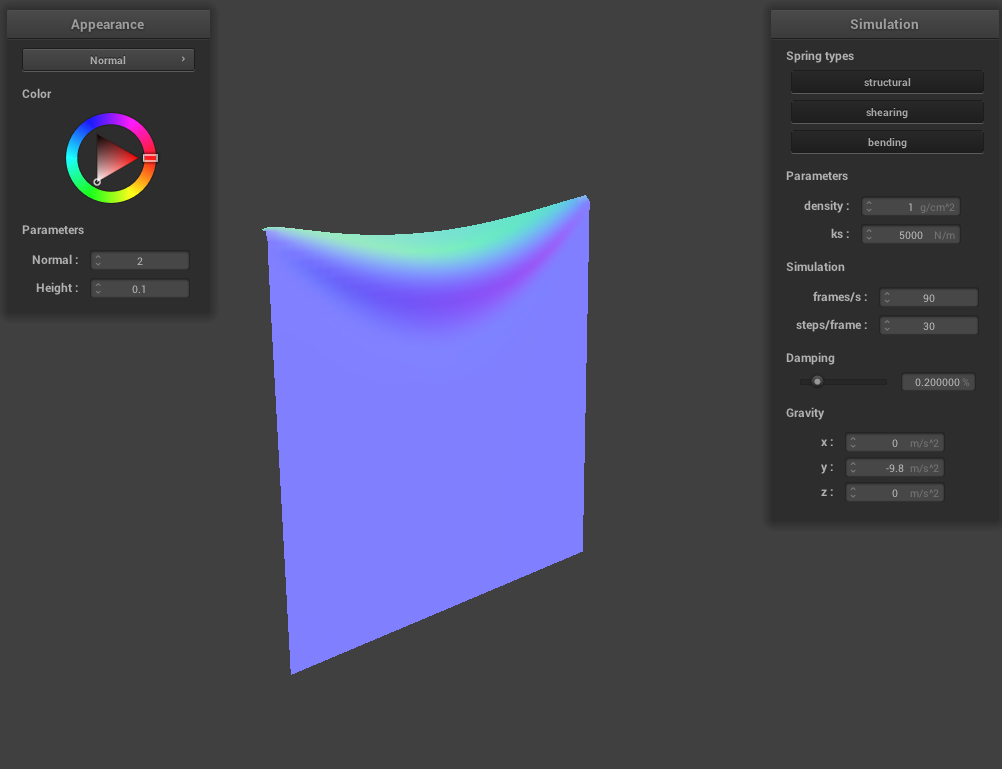 Appearance
Normal
Color
Parameters
Normal : 2
Height : 0.1
Simulation
Spring types
structural
shearing
bending
Parameters
density : 1 g/cm^2
ks : 5000 N/m
Simulation
frames/s : 90
steps/frame : 30
Damping
0.200000 %
Gravity
x : 0 m/s^2
y : -9.8 m/s^2
z : 0 m/s^2